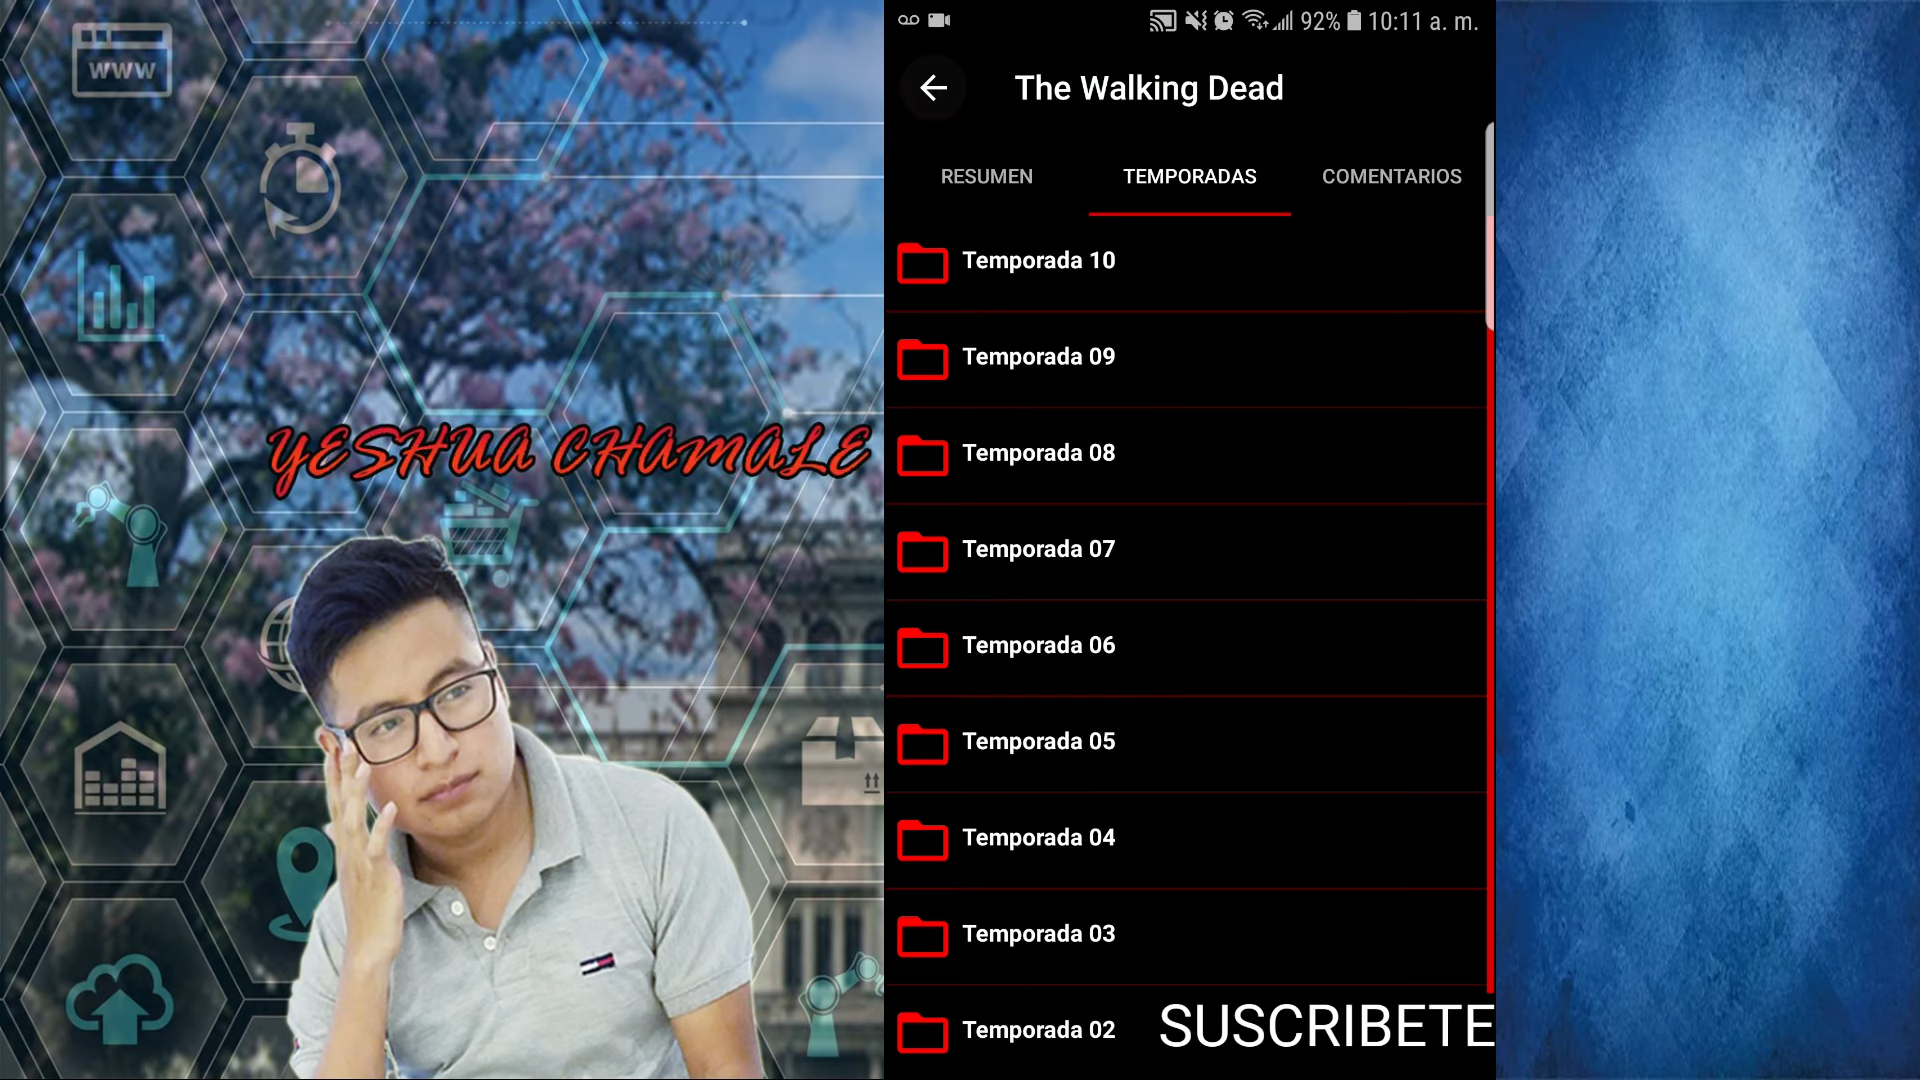 www
YESHUA CHAMALE
92% 10:11 a. m.
The Walking Dead
RESUMEN TEMPORADAS COMENTARIOS
Temporada 10
Temporada 09
Temporada 08
Temporada 07
Temporada 06
Temporada 05
Temporada 04
Temporada 03
Temporada 02
SUSCRIBETE